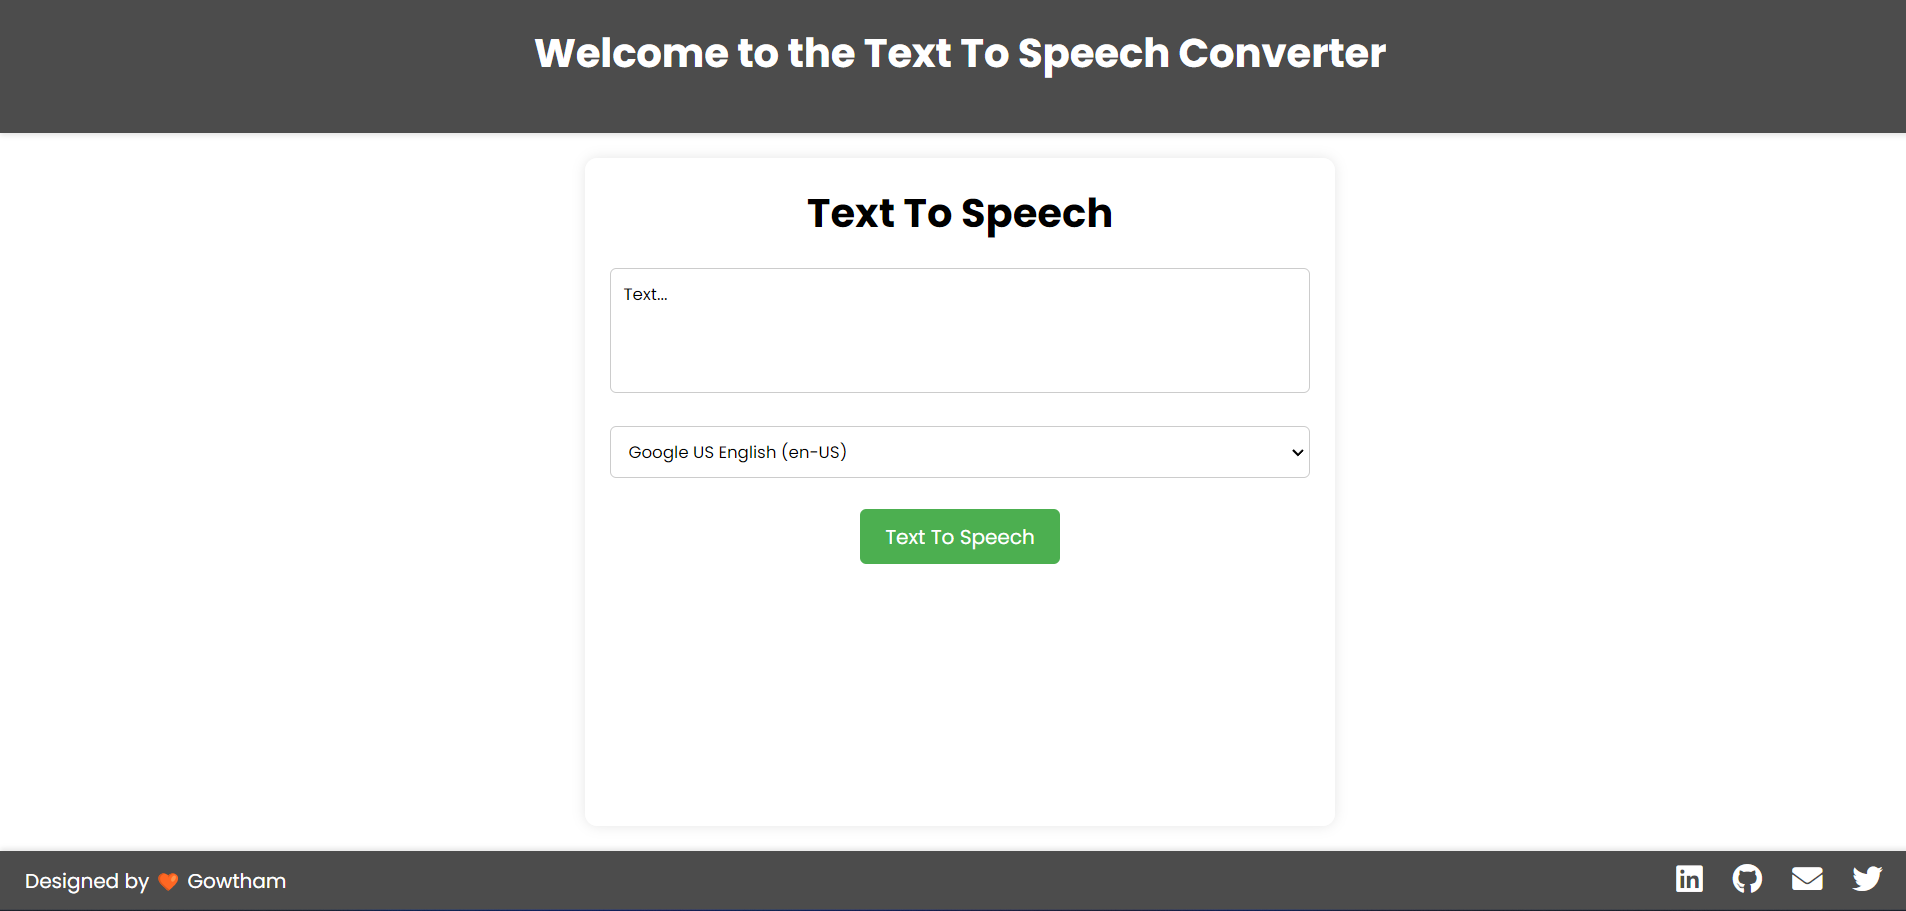 Welcome to the Text To Speech Converter
Text To Speech
Text...
Google US English (en-US)
Text To Speech
Designed by 🧡 Gowtham